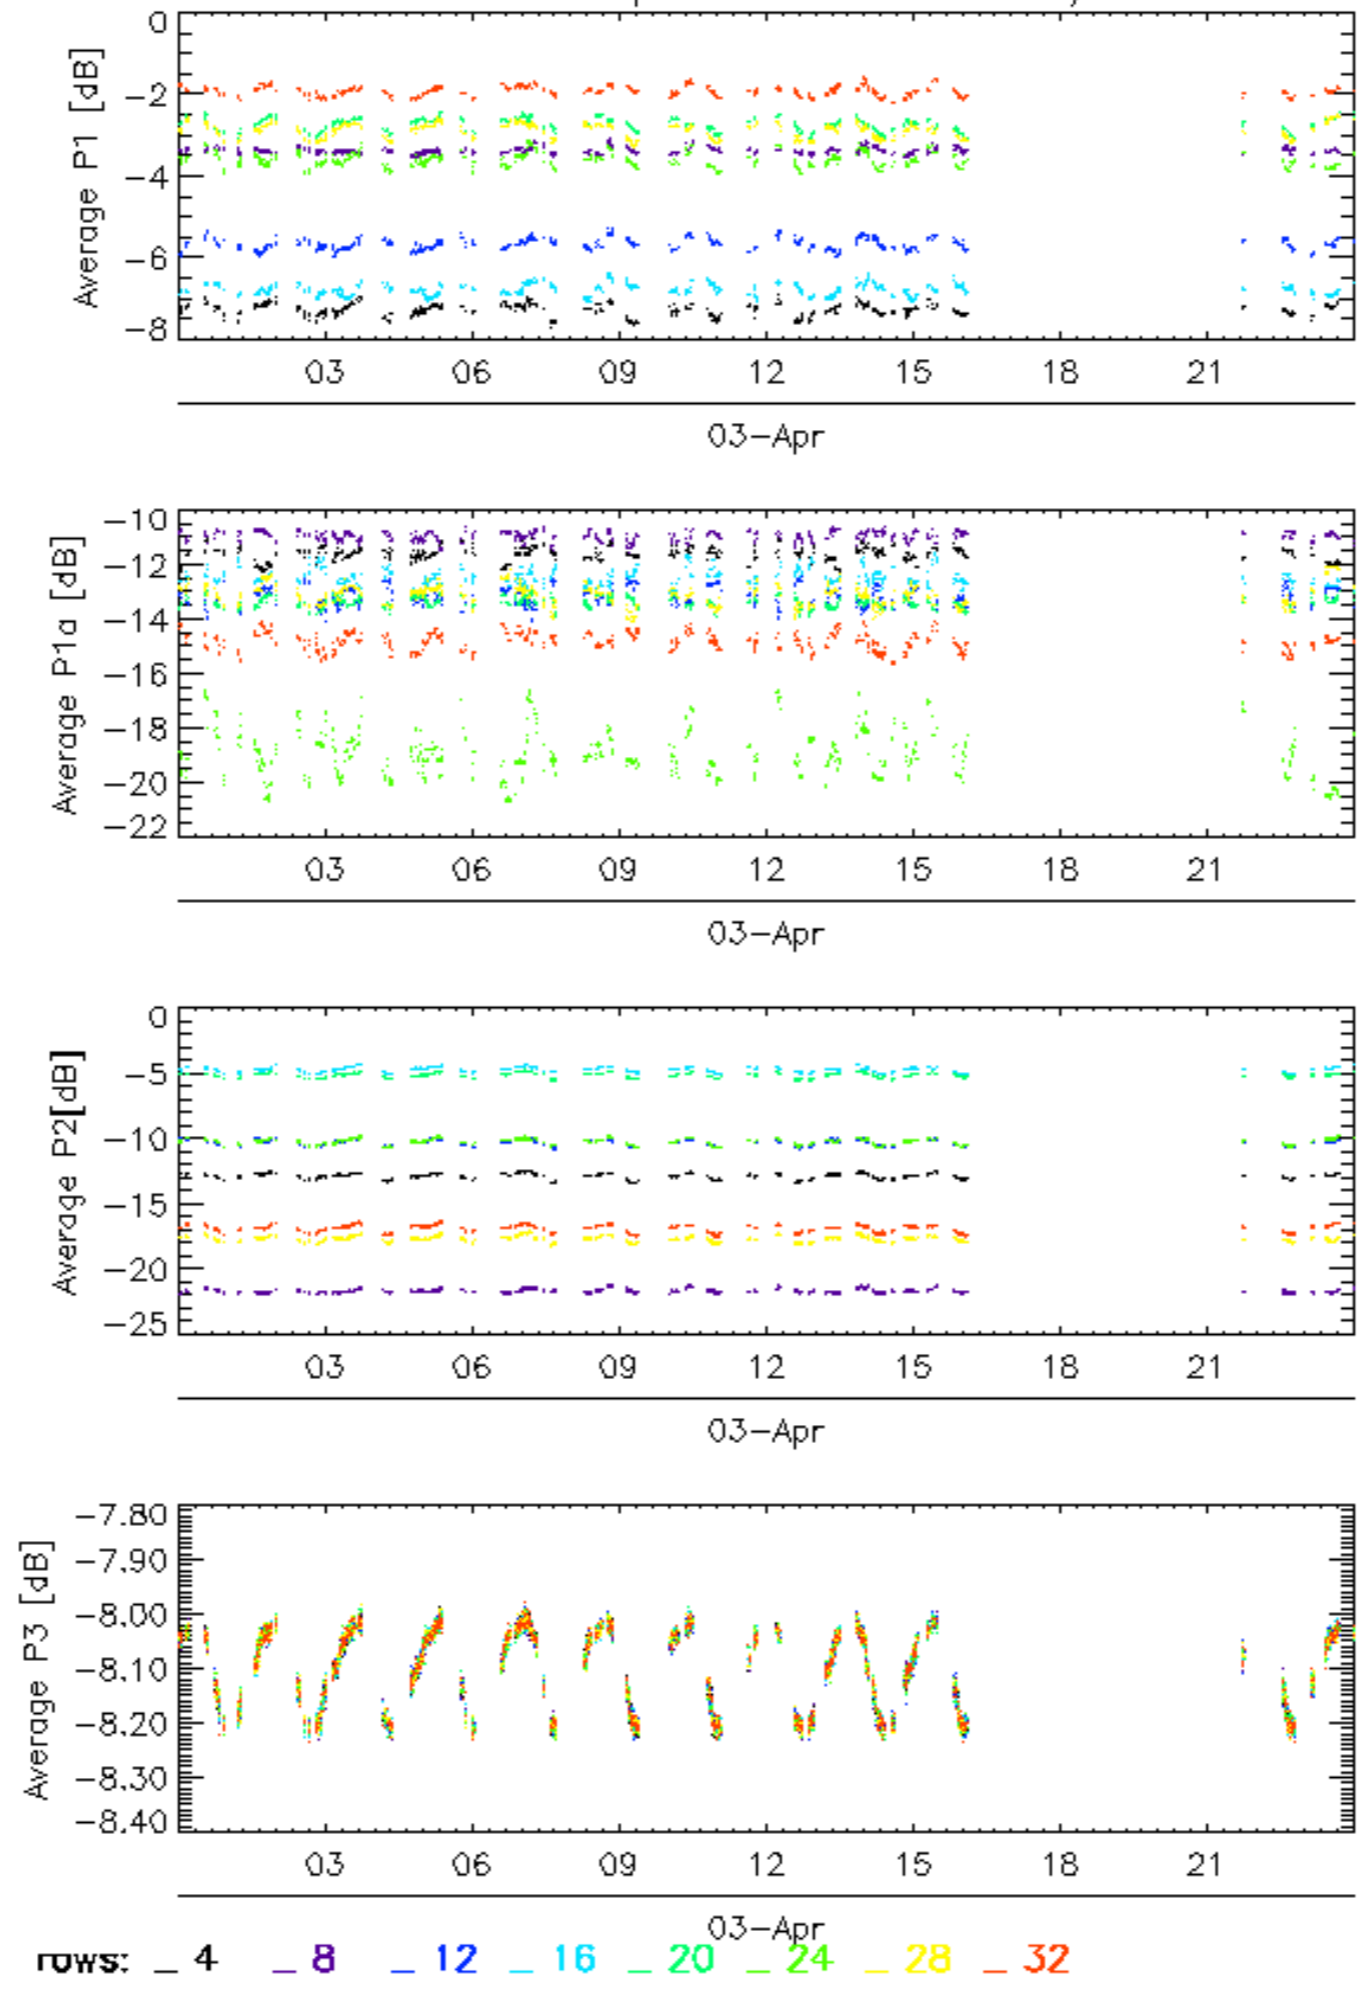 Average P1 [dB]
0
−2
−4
−6
−8
03 06 09 12 15 18 21
03−Apr
Average P1a [dB]
−10
−12
−14
−16
−18
−20
−22
03 06 09 12 15 18 21
03−Apr
Average P2[dB]
0
−5
−10
−15
−20
−25
03 06 09 12 15 18 21
03−Apr
Average P3 [dB]
−7.80
−7.90
−8.00
−8.10
−8.20
−8.30
−8.40
03 06 09 12 15 18 21
03−Apr
rows: _ 4 _ 8 _ 12 _ 16 _ 20 _ 24 _ 28 _ 32